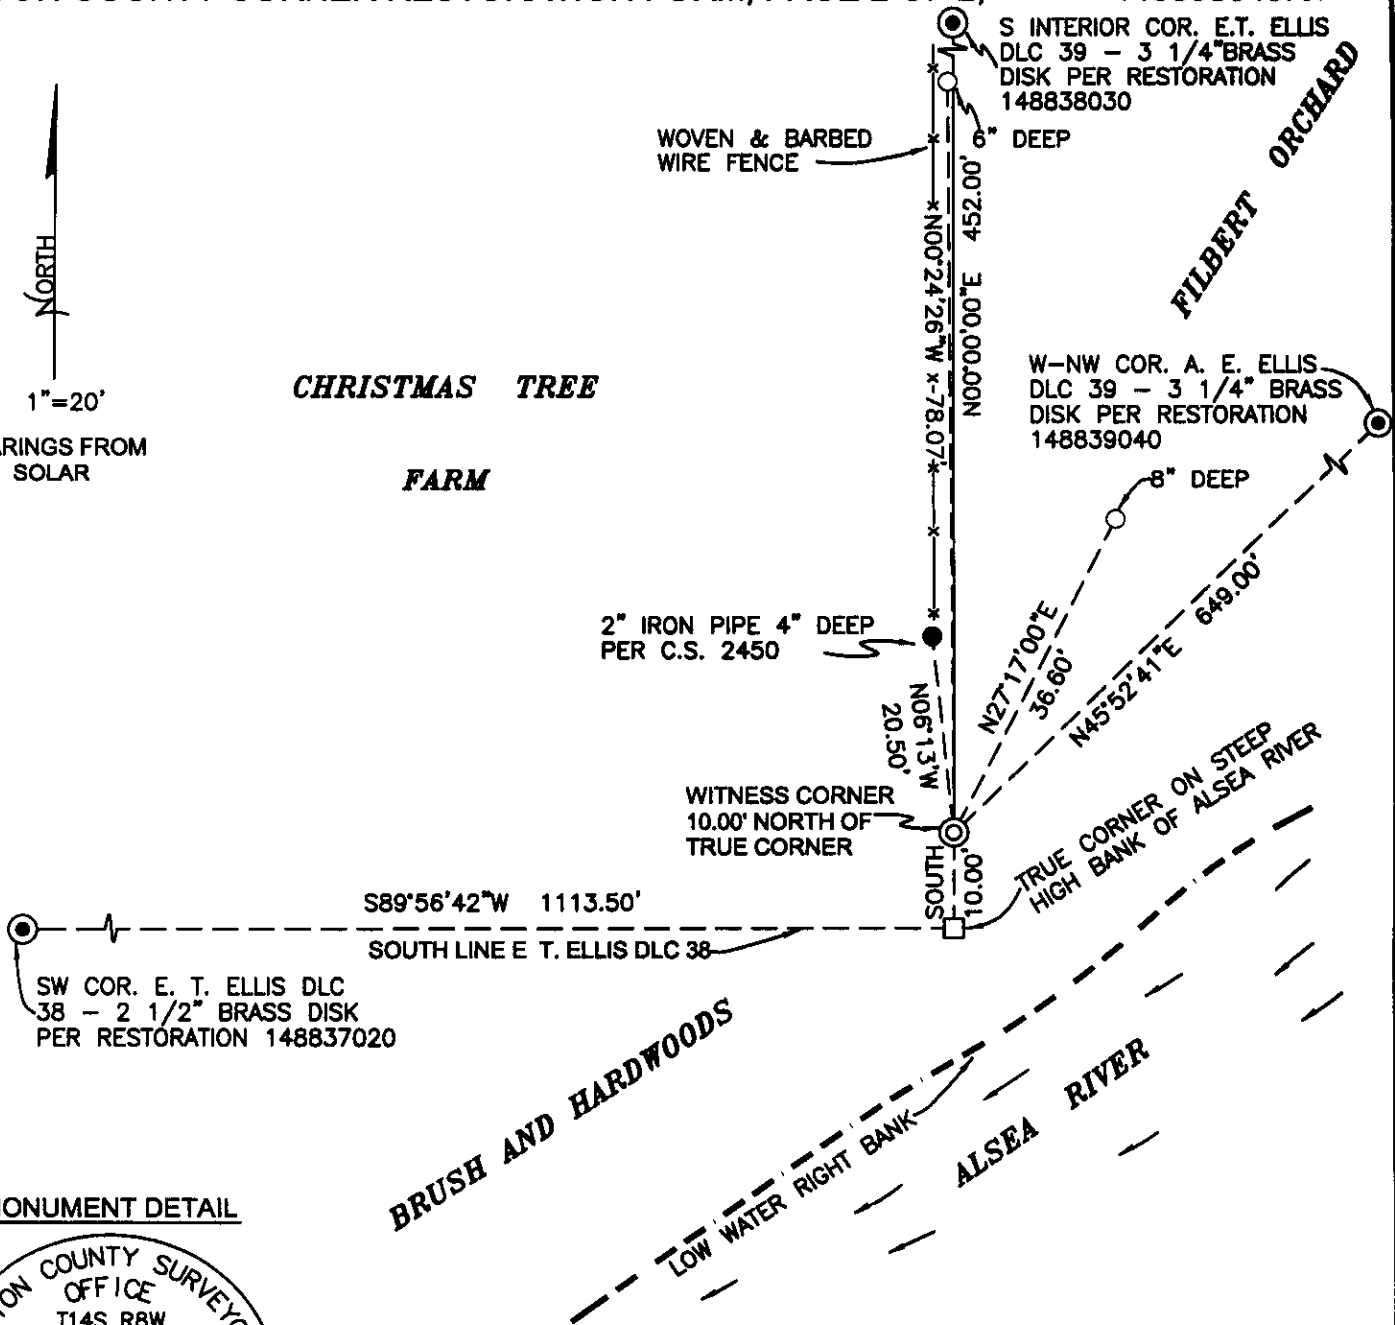 S INTERIOR COR. E.T. ELLIS
DLC 39 - 3 1/4" BRASS
DISK PER RESTORATION
148838030
6" DEEP
WOVEN & BARBED
WIRE FENCE
FILBERT ORCHARD
N00°24'26"W 78.07'
N00°00'00"E 452.00'
NORTH
1"=20'
SOLAR
CHRISTMAS TREE
FARM
W-NW COR. A. E. ELLIS
DLC 39 - 3 1/4" BRASS
DISK PER RESTORATION
148839040
8" DEEP
2" IRON PIPE 4" DEEP
PER C.S. 2450
N06°13'W
20.50'
N27°17'00"E
36.60'
N45°52'41"E 649.00'
WITNESS CORNER
10.00' NORTH OF
TRUE CORNER
SOUTH
10.00'
TRUE CORNER ON STEEP
HIGH BANK OF ALSEA RIVER
S89°56'42"W 1113.50'
SOUTH LINE E T. ELLIS DLC 38
SW COR. E. T. ELLIS DLC
38 - 2 1/2" BRASS DISK
PER RESTORATION 148837020
BRUSH AND HARDWOODS
LOW WATER RIGHT BANK
ALSEA RIVER
MONUMENT DETAIL
COUNTY
OFFICE
T14S R8W